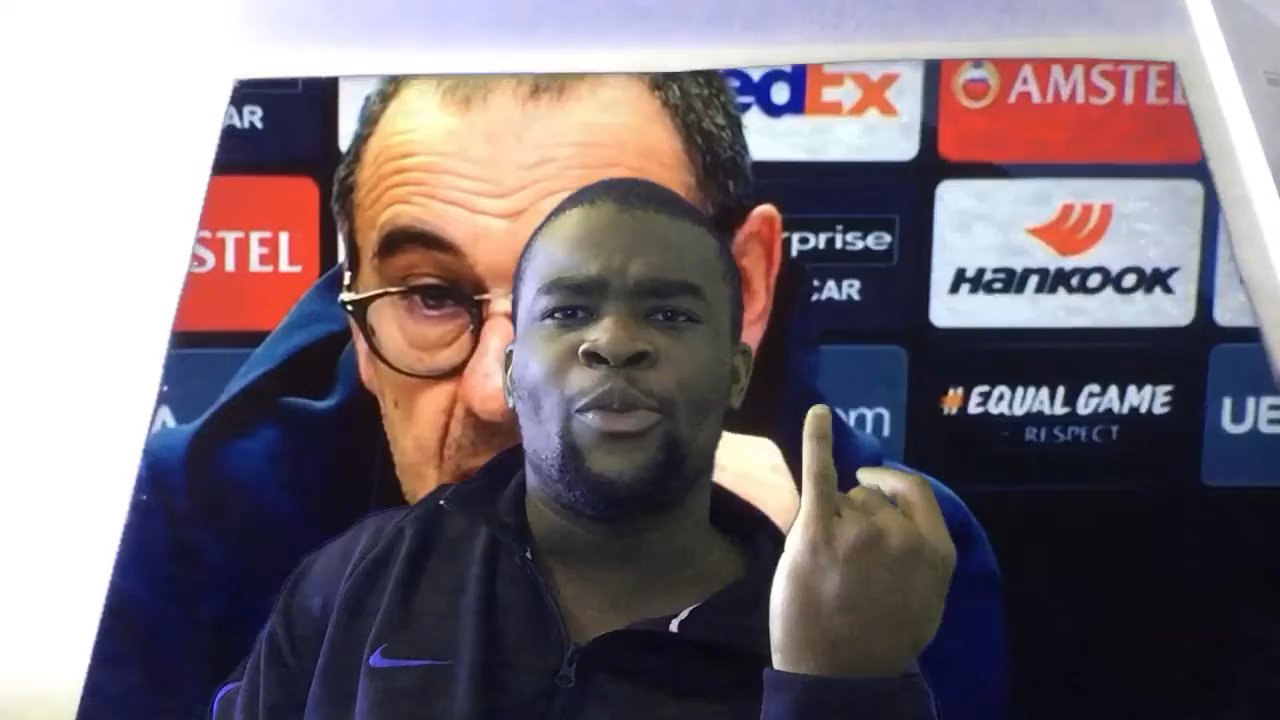 AR
edEx
AMSTEL
STEL
rprise
CAR
HANKOOK
om
#EQUAL GAME
RESPECT
A
UE